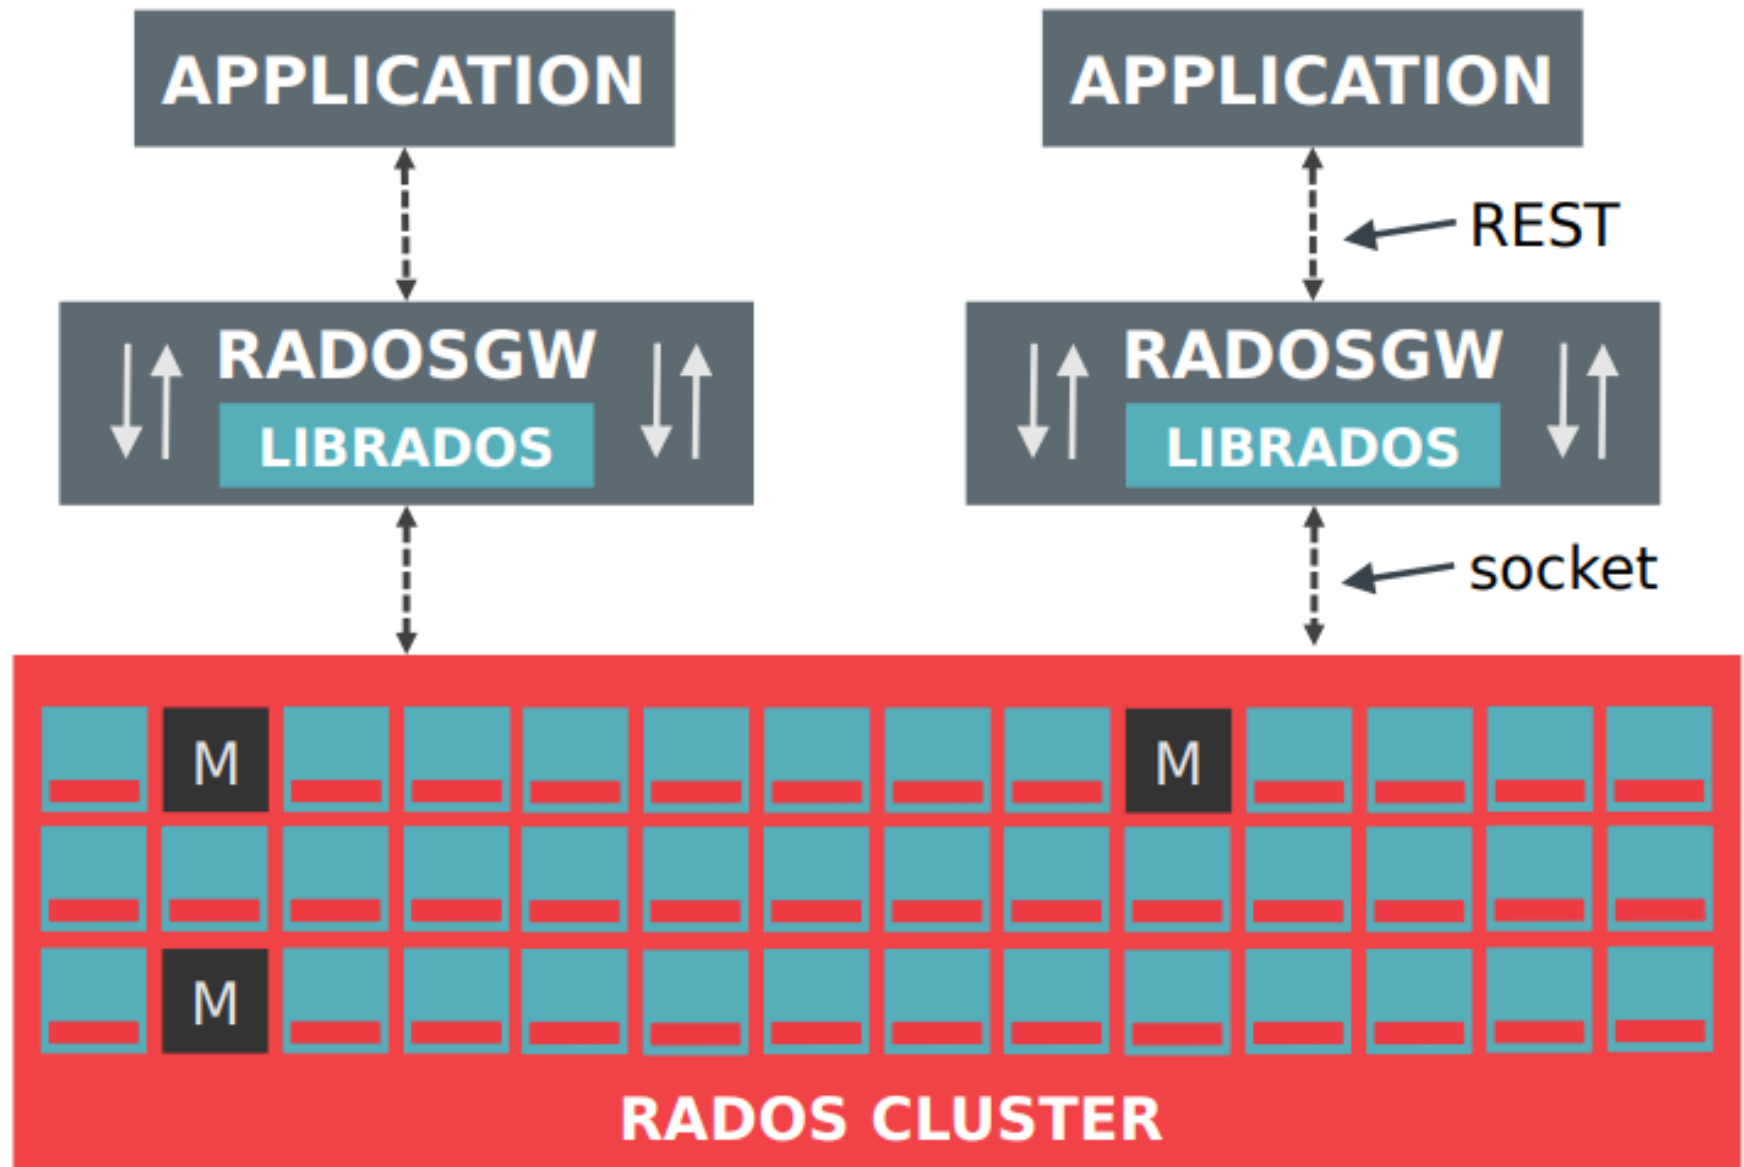 APPLICATION
APPLICATION
REST
RADOSGW
LIBRADOS
RADOSGW
LIBRADOS
socket
M
M
M
RADOS CLUSTER